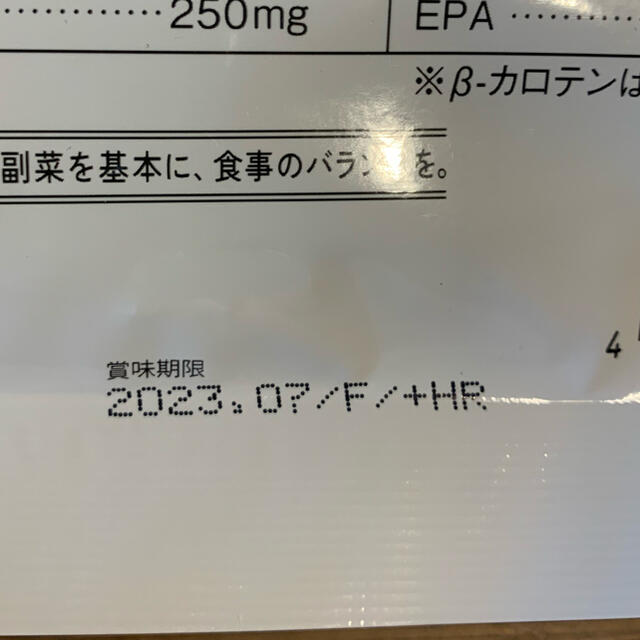 …………250mg
EPA …………
※β-カロテンは
副菜を基本に、食事のバランスを。
4
賞味期限
2023.07/F/+HR